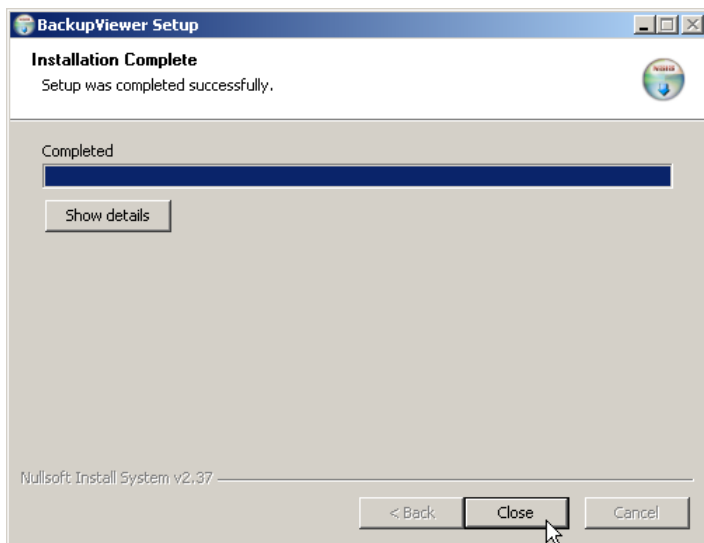 BackupViewer Setup
Installation Complete
Setup was completed successfully.
Completed
Show details
Nullsoft Install System v2.37
< Back
Close
Cancel